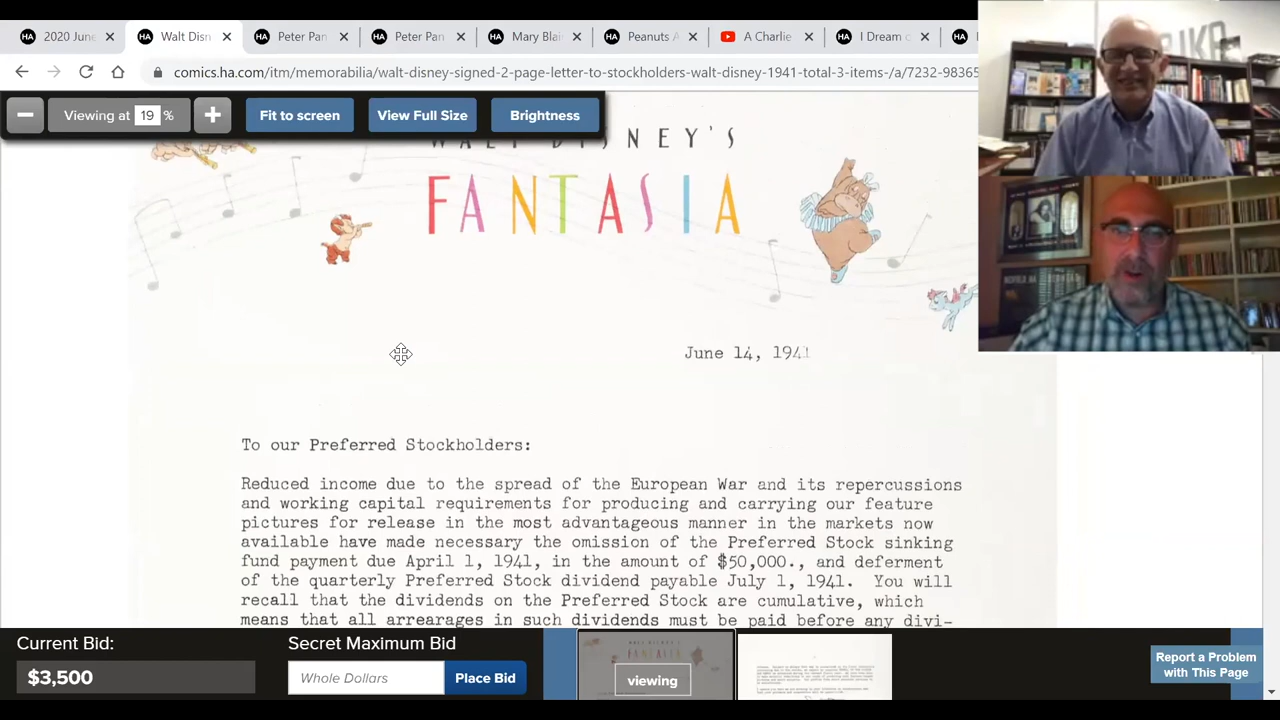 2020 June
Walt Disn
Peter Pan
Peter Pan
Mary Blai
Peanuts A
A Charlie
I Dream o
comics.ha.com/itm/memorabilia/walt-disney-signed-2-page-letter-to-stockholders-walt-disney-1941-total-3-items-/a/7232-98365
Viewing at 19 %
Fit to screen
View Full Size
Brightness
WALT DISNEY'S
FANTASIA
June 14, 1941
To our Preferred Stockholders:
Reduced income due to the spread of the European War and its repercussions
and working capital requirements for producing and carrying our feature
pictures for release in the most advantageous manner in the markets now
available have made necessary the omission of the Preferred Stock sinking
fund payment due April 1, 1941, in the amount of $50,000., and deferment
of the quarterly Preferred Stock dividend payable July 1, 1941. You will
recall that the dividends on the Preferred Stock are cumulative, which
means that all arrearages in such dividends must be paid before any divi-
Current Bid:
Secret Maximum Bid
Whole Dollars
Place Bid
viewing
Report a Problem
with This Page